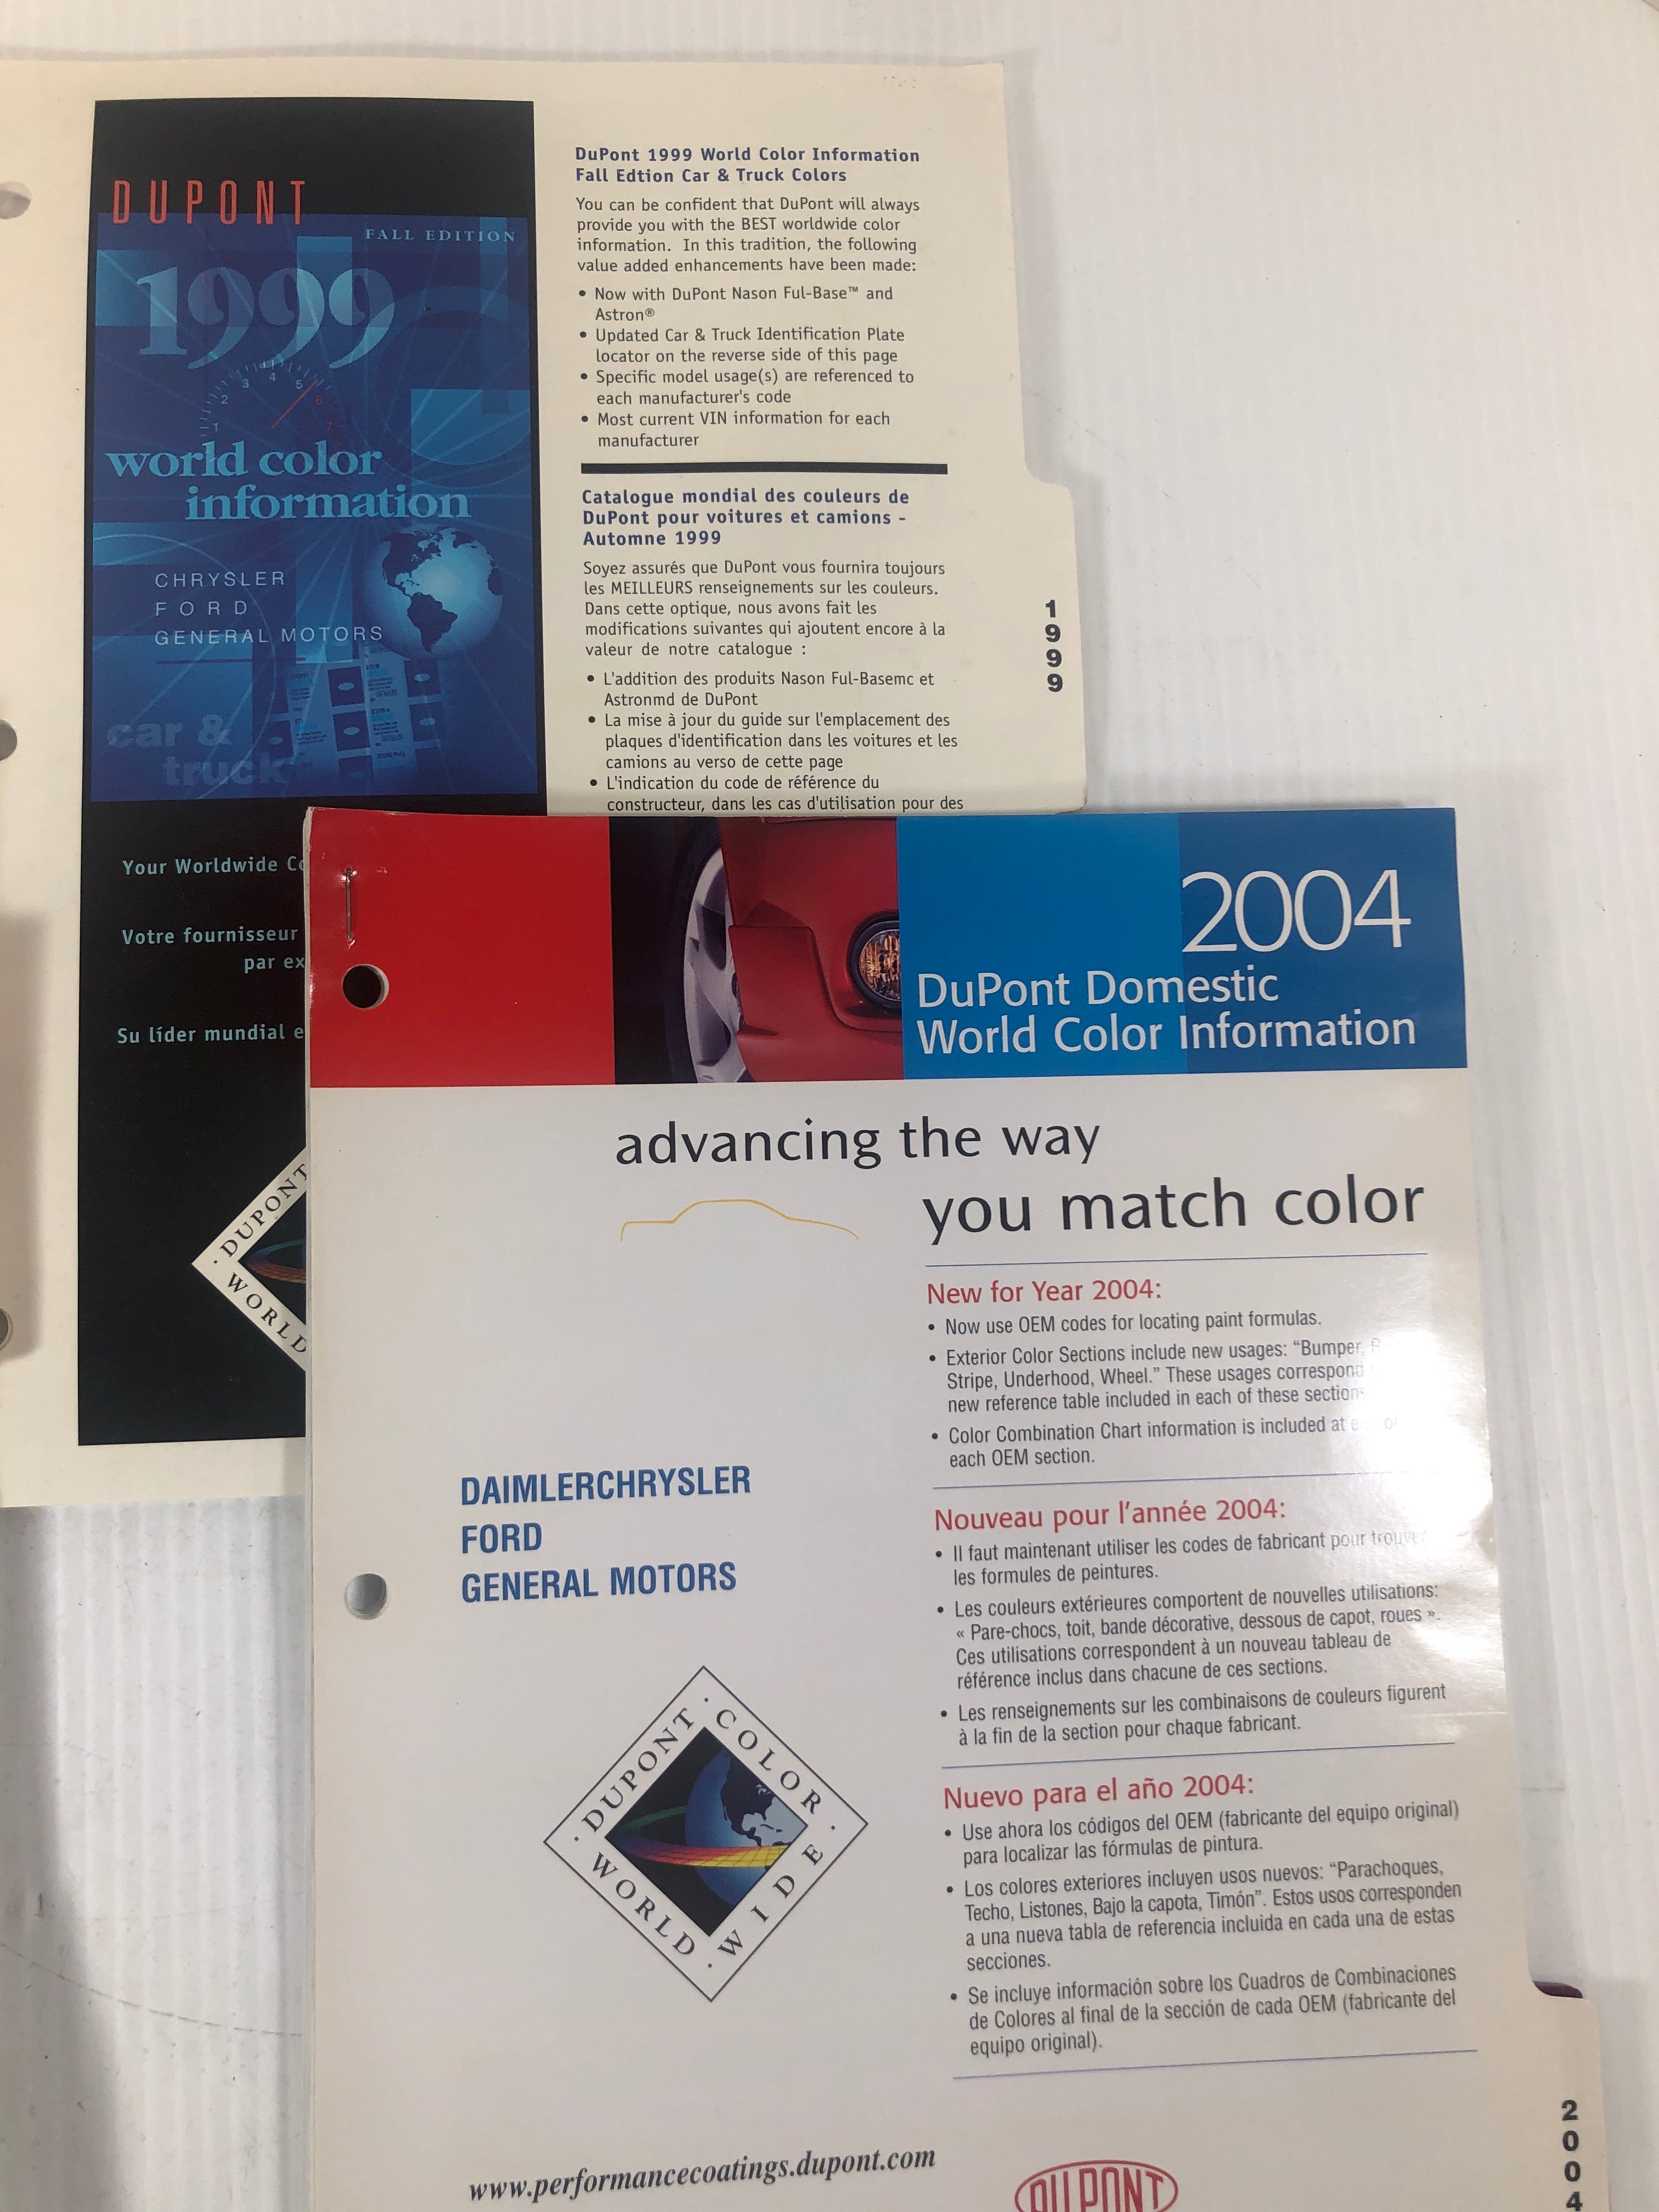 DUPONT
FALL EDITION
1999
1
2
3
4
5
6
7
world color
information
CHRYSLER
FORD
GENERAL MOTORS
car &
truck
Your Worldwide
Votre fournisseur
par
Su líder mundial
· DUPONT
WORLD
DuPont 1999 World Color Information
Fall Edtion Car & Truck Colors
You can be confident that DuPont will always
provide you with the BEST worldwide color
information. In this tradition, the following
value added enhancements have been made:
• Now with DuPont Nason Ful-Base™ and
Astron®
• Updated Car & Truck Identification Plate
locator on the reverse side of this page
• Specific model usage(s) are referenced to
each manufacturer's code
• Most current VIN information for each
manufacturer
Catalogue mondial des couleurs de
DuPont pour voitures et camions -
Automne 1999
Soyez assurés que DuPont vous fournira toujours
les MEILLEURS renseignements sur les couleurs.
Dans cette optique, nous avons fait les
modifications suivantes qui ajoutent encore à la
valeur de notre catalogue :
• L'addition des produits Nason Ful-Basemc et
Astronmd de DuPont
• La mise à jour du guide sur l'emplacement des
plaques d'identification dans les voitures et les
camions au verso de cette page
• L'indication du code de référence du
constructeur, dans les cas d'utilisation pour des
1999
2004
DuPont Domestic
World Color Information
advancing the way
you match color
New for Year 2004:
• Now use OEM codes for locating paint formulas.
• Exterior Color Sections include new usages: “Bumper,
Stripe, Underhood, Wheel.” These usages correspond
new reference table included in each of these sections
• Color Combination Chart information is included at
each OEM section.
DAIMLERCHRYSLER
FORD
GENERAL MOTORS
Nouveau pour l'année 2004:
• Il faut maintenant utiliser les codes de fabricant pour trouver
les formules de peintures.
• Les couleurs extérieures comportent de nouvelles utilisations:
« Pare-chocs, toit, bande décorative, dessous de capot, roues ».
Ces utilisations correspondent à un nouveau tableau de
référence inclus dans chacune de ces sections.
• Les renseignements sur les combinaisons de couleurs figurent
à la fin de la section pour chaque fabricant.
· DUPONT · COLOR · WORLD · WIDE
Nuevo para el año 2004:
• Use ahora los códigos del OEM (fabricante del equipo original)
para localizar las fórmulas de pintura.
• Los colores exteriores incluyen usos nuevos: “Parachoques,
Techo, Listones, Bajo la capota, Timón”. Estos usos corresponden
a una nueva tabla de referencia incluida en cada una de estas
secciones.
• Se incluye información sobre los Cuadros de Combinaciones
de Colores al final de la sección de cada OEM (fabricante del
equipo original).
www.performancecoatings.dupont.com
DUPONT
2004